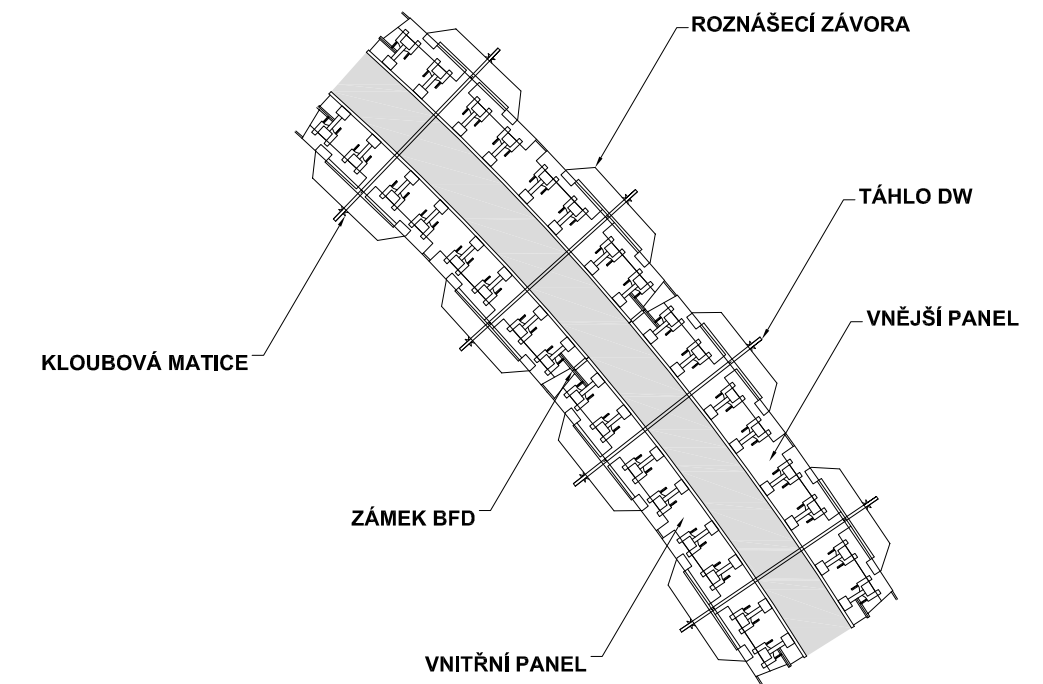 ROZNÁŠECÍ ZÁVORA
TÁHLO DW
VNĚJŠÍ PANEL
KLOUBOVÁ MATICE
ZÁMEK BFD
VNITŘNÍ PANEL